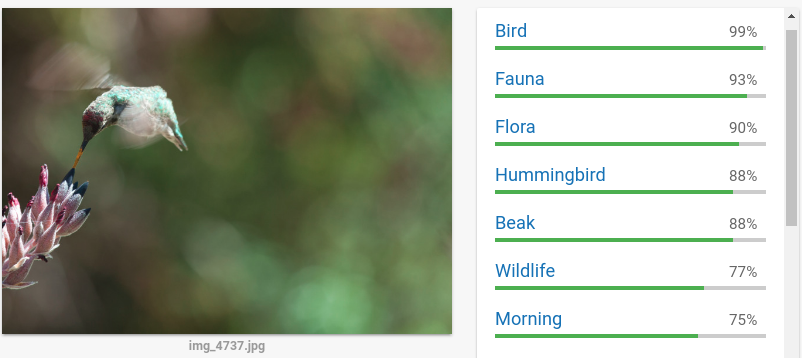 Bird 99%
Fauna 93%
Flora 90%
Hummingbird 88%
Beak 88%
Wildlife 77%
Morning 75%
img_4737.jpg